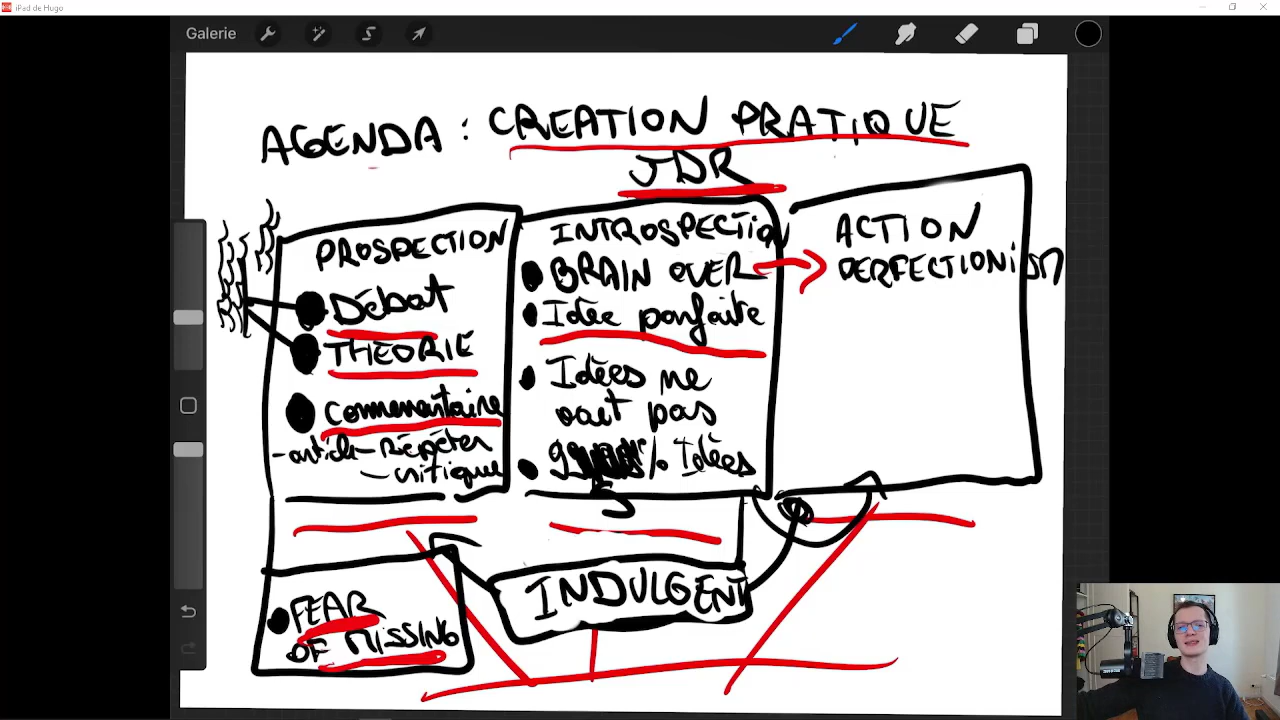 iPad de Hugo
Galerie
AGENDA : CREATION PRATIQUE
JDR
PROSPECTION
Débat
THEORIE
Commentaire
-article-Répéter
-critique
FEAR
OF MISSING
INTROSPECTION
BRAIN OVER
Idée parfaite
Idées ne
vaut pas
% Idées
INDULGENT
ACTION
PERFECTIONISM